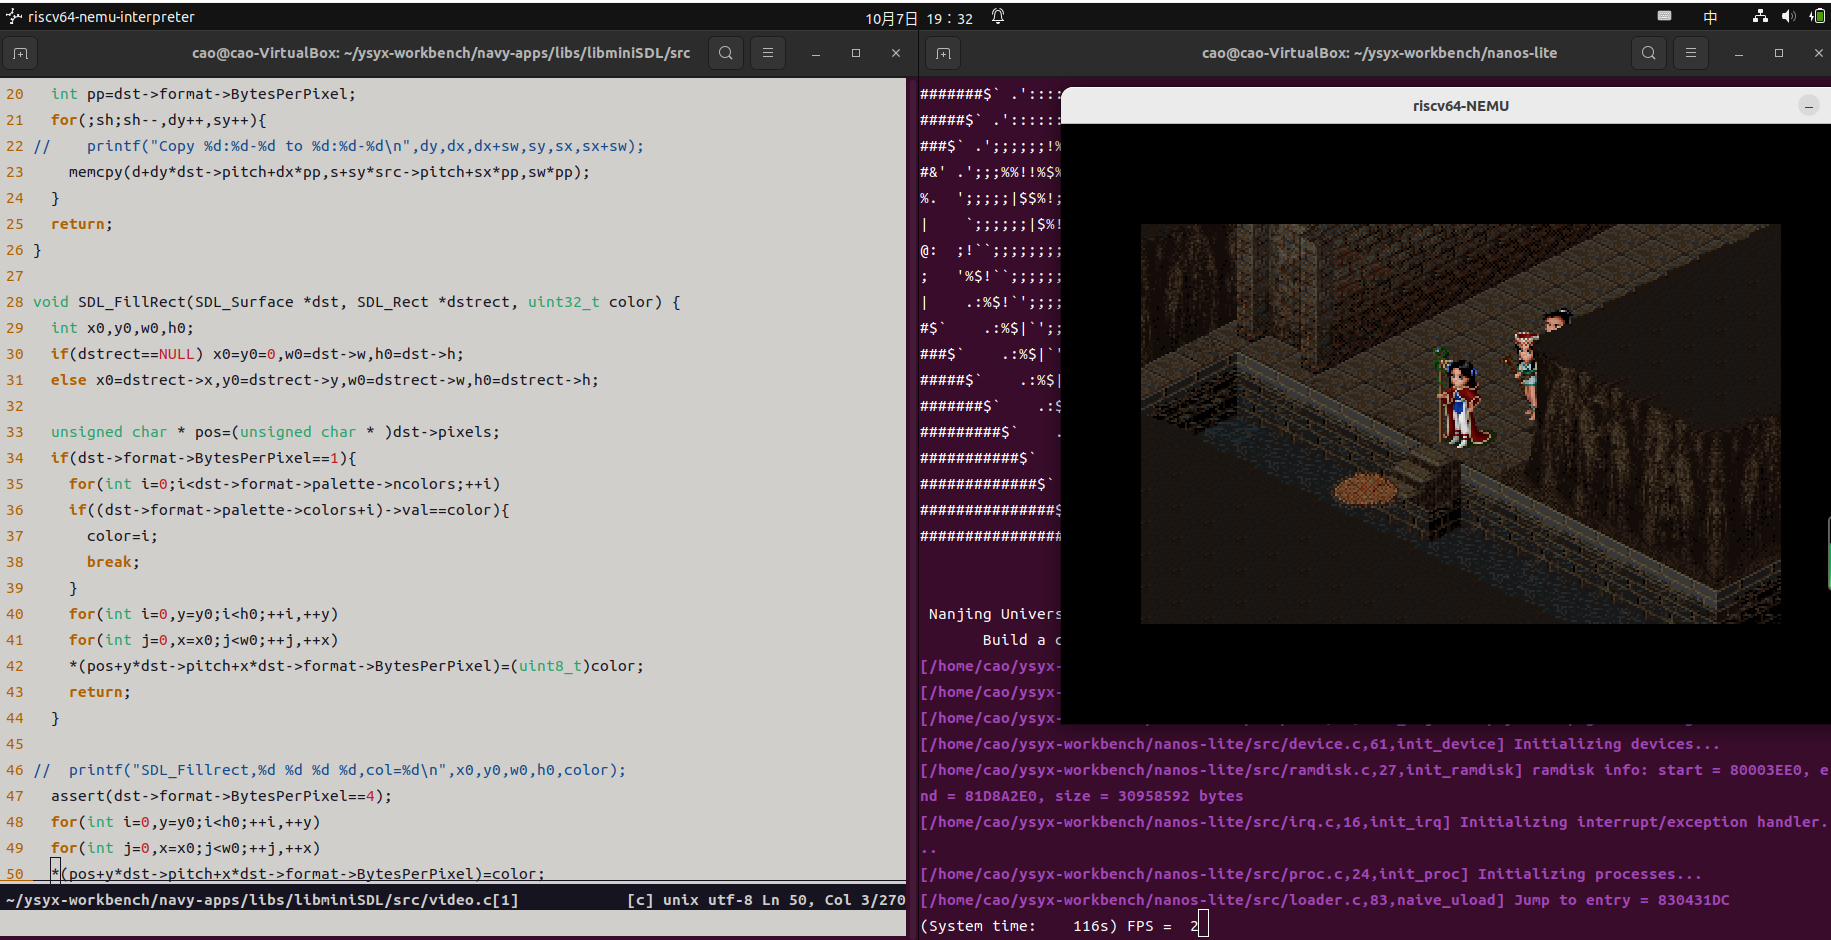 riscv64-nemu-interpreter
10月7日 19：32
中
cao@cao-VirtualBox: ~/ysyx-workbench/navy-apps/libs/libminiSDL/src
20   int pp=dst->format->BytesPerPixel;
21   for(;sh;sh--,dy++,sy++){
22 //    printf("Copy %d:%d-%d to %d:%d-%d\n",dy,dx,dx+sw,sy,sx,sx+sw);
23     memcpy(d+dy*dst->pitch+dx*pp,s+sy*src->pitch+sx*pp,sw*pp);
24   }
25   return;
26 }
27
28 void SDL_FillRect(SDL_Surface *dst, SDL_Rect *dstrect, uint32_t color) {
29   int x0,y0,w0,h0;
30   if(dstrect==NULL) x0=y0=0,w0=dst->w,h0=dst->h;
31   else x0=dstrect->x,y0=dstrect->y,w0=dstrect->w,h0=dstrect->h;
32
33   unsigned char * pos=(unsigned char * )dst->pixels;
34   if(dst->format->BytesPerPixel==1){
35     for(int i=0;i<dst->format->palette->ncolors;++i)
36     if((dst->format->palette->colors+i)->val==color){
37       color=i;
38       break;
39     }
40     for(int i=0,y=y0;i<h0;++i,++y)
41     for(int j=0,x=x0;j<w0;++j,++x)
42     *(pos+y*dst->pitch+x*dst->format->BytesPerPixel)=(uint8_t)color;
43     return;
44   }
45
46 //  printf("SDL_Fillrect,%d %d %d %d,col=%d\n",x0,y0,w0,h0,color);
47   assert(dst->format->BytesPerPixel==4);
48   for(int i=0,y=y0;i<h0;++i,++y)
49   for(int j=0,x=x0;j<w0;++j,++x)
50   *(pos+y*dst->pitch+x*dst->format->BytesPerPixel)=color;
~/ysyx-workbench/navy-apps/libs/libminiSDL/src/video.c[1] [c] unix utf-8 Ln 50, Col 3/270
cao@cao-VirtualBox: ~/ysyx-workbench/nanos-lite
#######$` .'::::
#####$` .'::::::
###$` .';;;;;;!%
#&' .';;;%%!!%$%
%.  ';;;;;|$$%!;
|    `;;;;;;|$%!
@:  ;!``;;;;;;;;
;   '%$!``;;;;;;
|    .:%$!`';;;;
#$`    .:%$|`';;
###$`    .:%$|`'
#####$`    .:%$|
#######$`    .:$
#########$`    .
###########$`
#############$`
###############$
################
Nanjing Univers
Build a c
[/home/cao/ysyx-
[/home/cao/ysyx-
[/home/cao/ysyx-
[/home/cao/ysyx-workbench/nanos-lite/src/device.c,61,init_device] Initializing devices...
[/home/cao/ysyx-workbench/nanos-lite/src/ramdisk.c,27,init_ramdisk] ramdisk info: start = 80003EE0, e
nd = 81D8A2E0, size = 30958592 bytes
[/home/cao/ysyx-workbench/nanos-lite/src/irq.c,16,init_irq] Initializing interrupt/exception handler.
..
[/home/cao/ysyx-workbench/nanos-lite/src/proc.c,24,init_proc] Initializing processes...
[/home/cao/ysyx-workbench/nanos-lite/src/loader.c,83,naive_uload] Jump to entry = 830431DC
(System time:    116s) FPS =  2
riscv64-NEMU